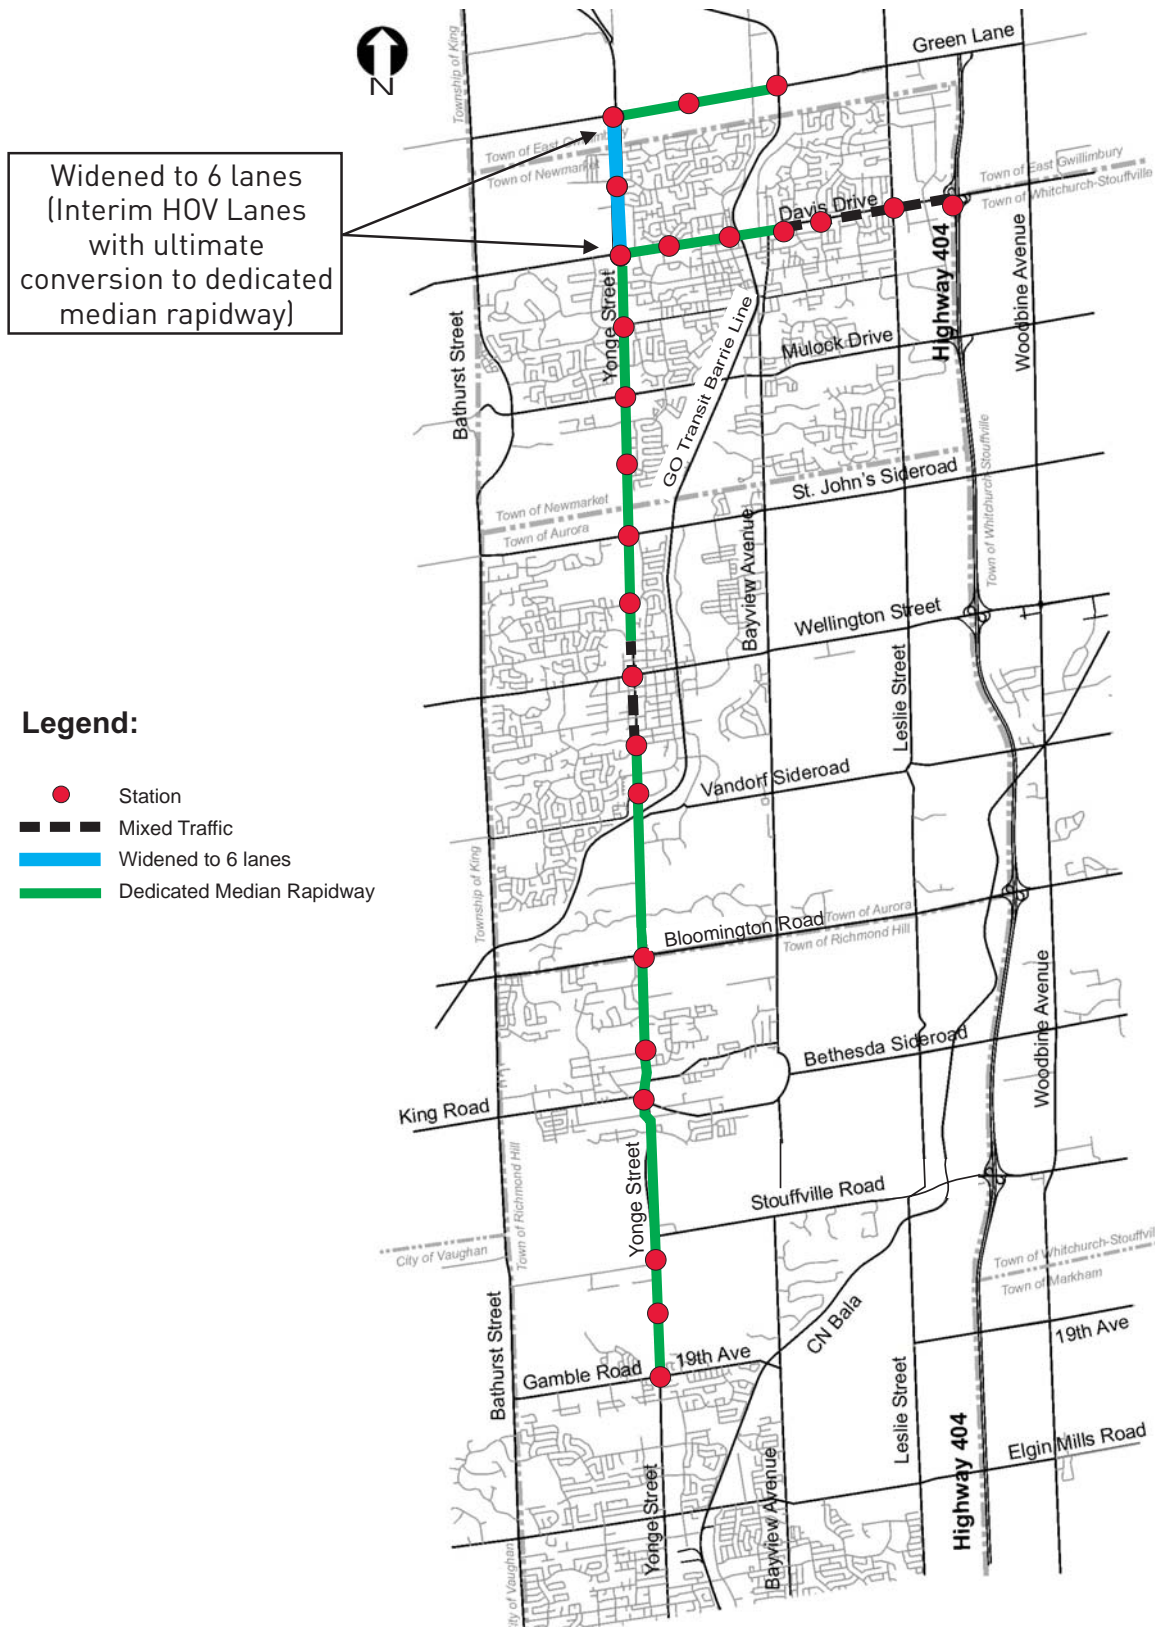 N
Green Lane
Township of King
Town of East Gwillimbury
Town of Newmarket
Widened to 6 lanes
(Interim HOV Lanes
with ultimate
conversion to dedicated
median rapidway)
Town of East Gwillimbury
Town of Whitchurch-Stouffville
Davis Drive
Highway 404
Woodbine Avenue
Yonge Street
Bathurst Street
GO Transit Barrie Line
Mulock Drive
Town of Whitchurch-Stouffville
St. John's Sideroad
Town of Newmarket
Town of Aurora
Bayview Avenue
Wellington Street
Leslie Street
Vandorf Sideroad
Legend:
Station
Mixed Traffic
Widened to 6 lanes
Dedicated Median Rapidway
Township of King
Bloomington Road
Town of Aurora
Town of Richmond Hill
Woodbine Avenue
Bethesda Sideroad
King Road
Yonge Street
Stouffville Road
Town of Richmond Hill
City of Vaughan
Town of Whitchurch-Stouffvil
Town of Markham
Bathurst Street
CN Bala
19th Ave
Gamble Road
19th Ave
Leslie Street
Highway 404
Elgin Mills Road
Yonge Street
Bayview Avenue
ity of Vaughan